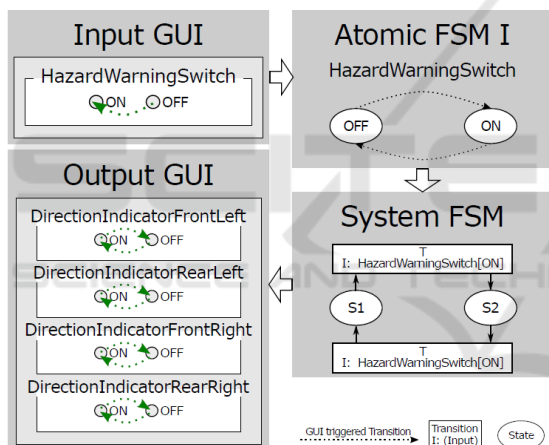 Input GUI
HazardWarningSwitch
ON OFF
Atomic FSM I
HazardWarningSwitch
OFF ON
Output GUI
DirectionIndicatorFrontLeft
ON OFF
DirectionIndicatorRearLeft
ON OFF
DirectionIndicatorFrontRight
ON OFF
DirectionIndicatorRearRight
ON OFF
System FSM
T
I: HazardWarningSwitch[ON]
S1 S2
T
I: HazardWarningSwitch[ON]
GUI triggered Transition
Transition
I: (Input)
State